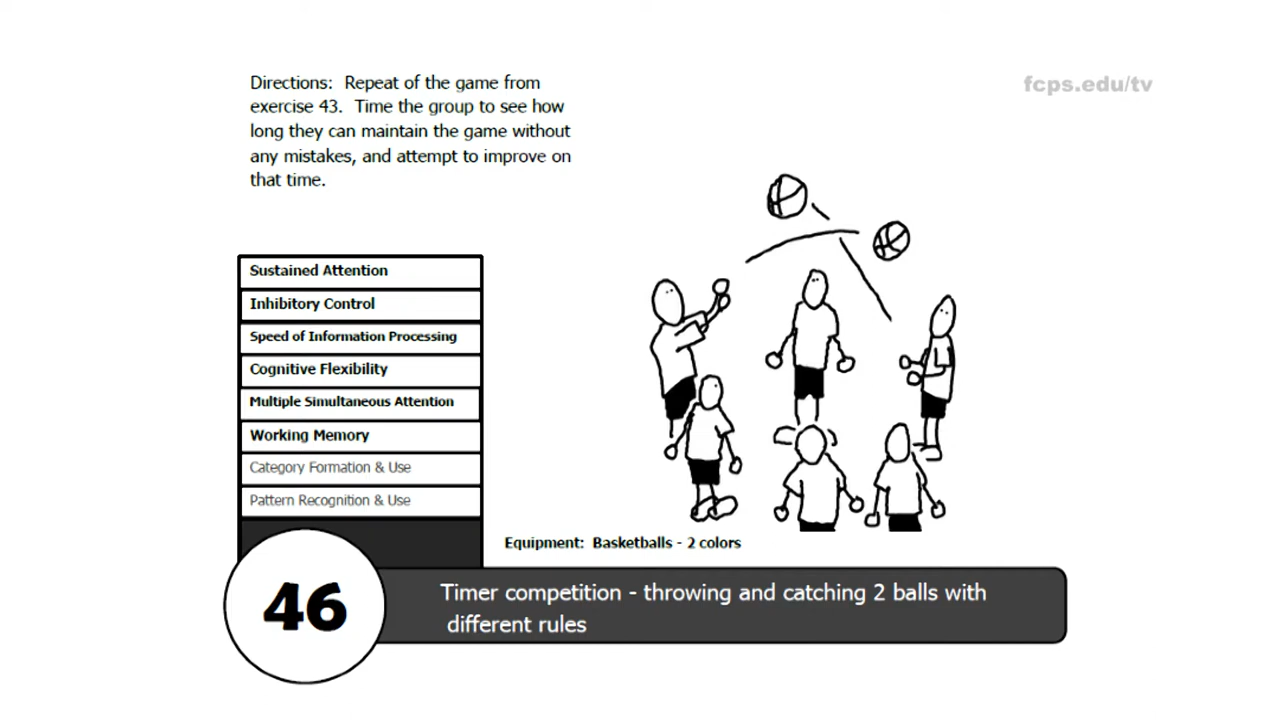 fcps.edu/tv
Directions:  Repeat of the game from
exercise 43.  Time the group to see how
long they can maintain the game without
any mistakes, and attempt to improve on
that time.
Sustained Attention
Inhibitory Control
Speed of Information Processing
Cognitive Flexibility
Multiple Simultaneous Attention
Working Memory
Category Formation & Use
Pattern Recognition & Use
Equipment:  Basketballs - 2 colors
46
Timer competition - throwing and catching 2 balls with
different rules